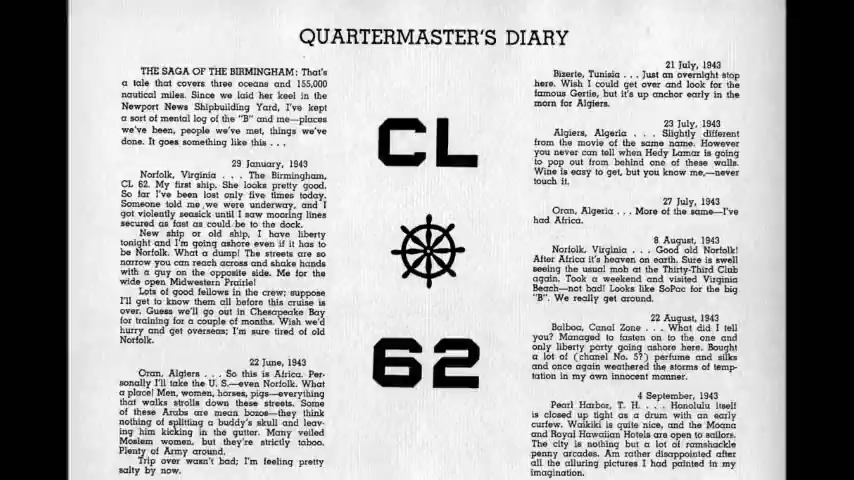 QUARTERMASTER'S DIARY
THE SAGA OF THE BIRMINGHAM: That's
a tale that covers three oceans and 155,000
nautical miles. Since we laid her keel in the
Newport News Shipbuilding Yard, I've kept
a sort of mental log of the "B" and me—places
we've been, people we've met, things we've
done. It goes something like this . . .
29 January, 1943
Norfolk, Virginia . . . The Birmingham,
CL 62. My first ship. She looks pretty good.
So far I've been lost only five times today.
Someone told me we were underway, and I
got violently seasick until I saw mooring lines
secured as fast as could be to the dock.
New ship or old ship, I have liberty
tonight and I'm going ashore even if it has to
be Norfolk. What a dump! The streets are so
narrow you can reach across and shake hands
with a guy on the opposite side. Me for the
wide open Midwestern Prairie!
Lots of good fellows in the crew; suppose
I'll get to know them all before this cruise is
over. Guess we'll go out in Chesapeake Bay
for training for a couple of months. Wish we'd
hurry and get overseas; I'm sure tired of old
Norfolk.
22 June, 1943
Oran, Algiers . . . So this is Africa. Per-
sonally I'll take the U. S.—even Norfolk. What
a place! Men, women, horses, pigs—everything
that walks strolls down these streets. Some
of these Arabs are mean bozos—they think
nothing of splitting a buddy's skull and leav-
ing him kicking in the gutter. Many veiled
Moslem women, but they're strictly taboo.
Plenty of Army around.
Trip over wasn't bad; I'm feeling pretty
salty by now.
CL
62
21 July, 1943
Bizerte, Tunisia . . . Just an overnight stop
here. Wish I could get over and look for the
famous Gertie, but it's up anchor early in the
morn for Algiers.
23 July, 1943
Algiers, Algeria . . . Slightly different
from the movie of the same name. However
you never can tell when Hedy Lamar is going
to pop out from behind one of these walls.
Wine is easy to get, but you know me,—never
touch it.
27 July, 1943
Oran, Algeria . . . More of the same—I've
had Africa.
8 August, 1943
Norfolk, Virginia . . . Good old Norfolk!
After Africa it's heaven on earth. Sure is swell
seeing the usual mob at the Thirty-Third Club
again. Took a weekend and visited Virginia
Beach—not bad! Looks like SoPac for the big
"B". We really get around.
22 August, 1943
Balboa, Canal Zone . . . What did I tell
you? Managed to fasten on to the one and
only liberty party going ashore here. Bought
a lot of (chanel No. 5?) perfume and silks
and once again weathered the storms of temp-
tation in my own innocent manner.
4 September, 1943
Pearl Harbor, T. H. . . . Honolulu itself
is closed up tight as a drum with an early
curfew. Waikiki is quite nice, and the Moana
and Royal Hawaiian Hotels are open to sailors.
The city is nothing but a lot of ramshackle
penny arcades. Am rather disappointed after
all the alluring pictures I had painted in my
imagination.